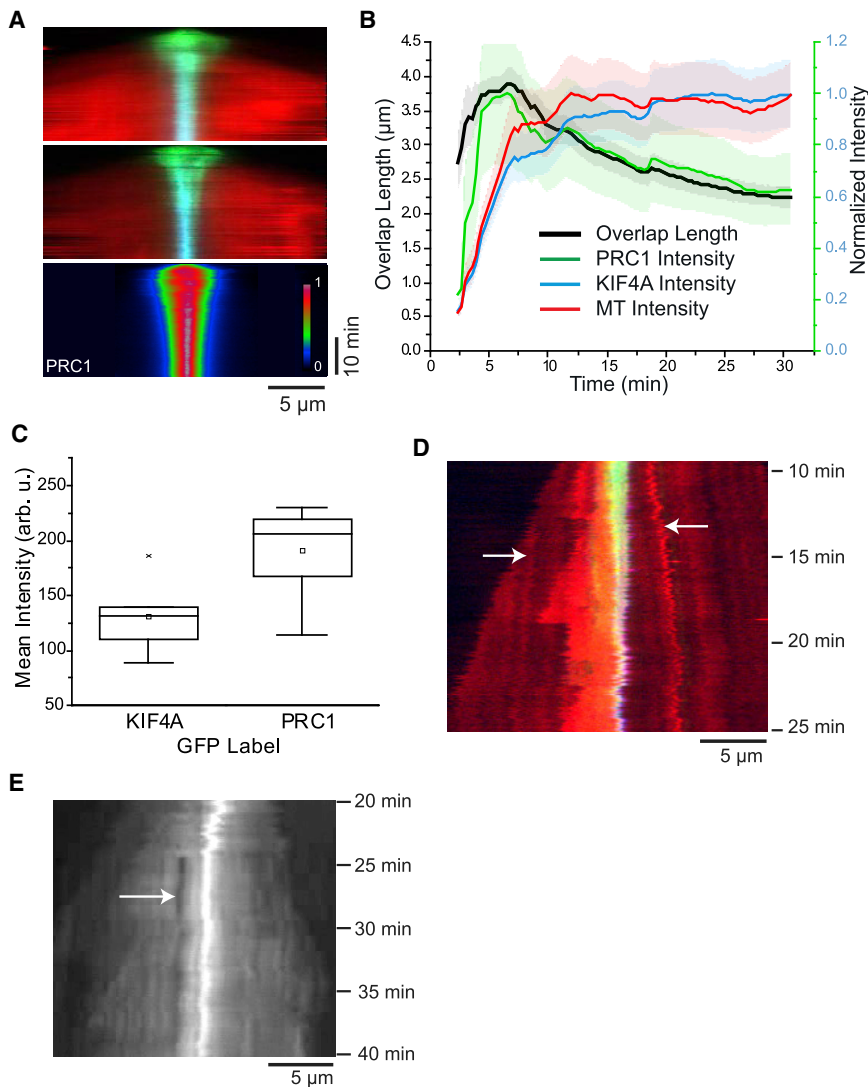 A
1
0
PRC1
10 min
5 µm
B
4.5
4.0
3.5
3.0
2.5
2.0
1.5
1.0
0.5
0.0
Overlap Length (µm)
1.2
1.0
0.8
0.6
0.4
0.2
0.00
Normalized Intensity
Overlap Length
PRC1 Intensity
KIF4A Intensity
MT Intensity
0 5 10 15 20 25 30
Time (min)
C
Mean Intensity (arb. u.)
250
200
150
125
100
50
KIF4A PRC1
GFP Label
D
10 min
15 min
20 min
25 min
5 µm
E
20 min
25 min
30 min
35 min
40 min
5 µm